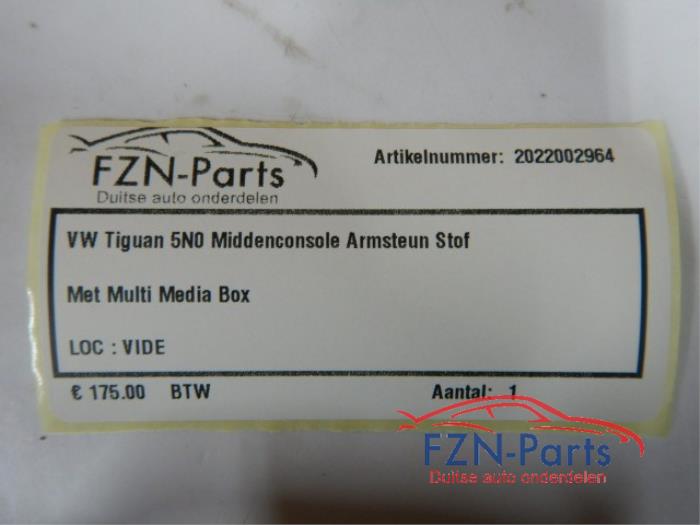 FZN-Parts
Duitse auto onderdelen
Artikelnummer: 2022002964
VW Tiguan 5N0 Middenconsole Armsteun Stof
Met Multi Media Box
LOC : VIDE
€ 175.00 BTW Aantal: 1
FZN-Parts
Duitse auto onderdelen